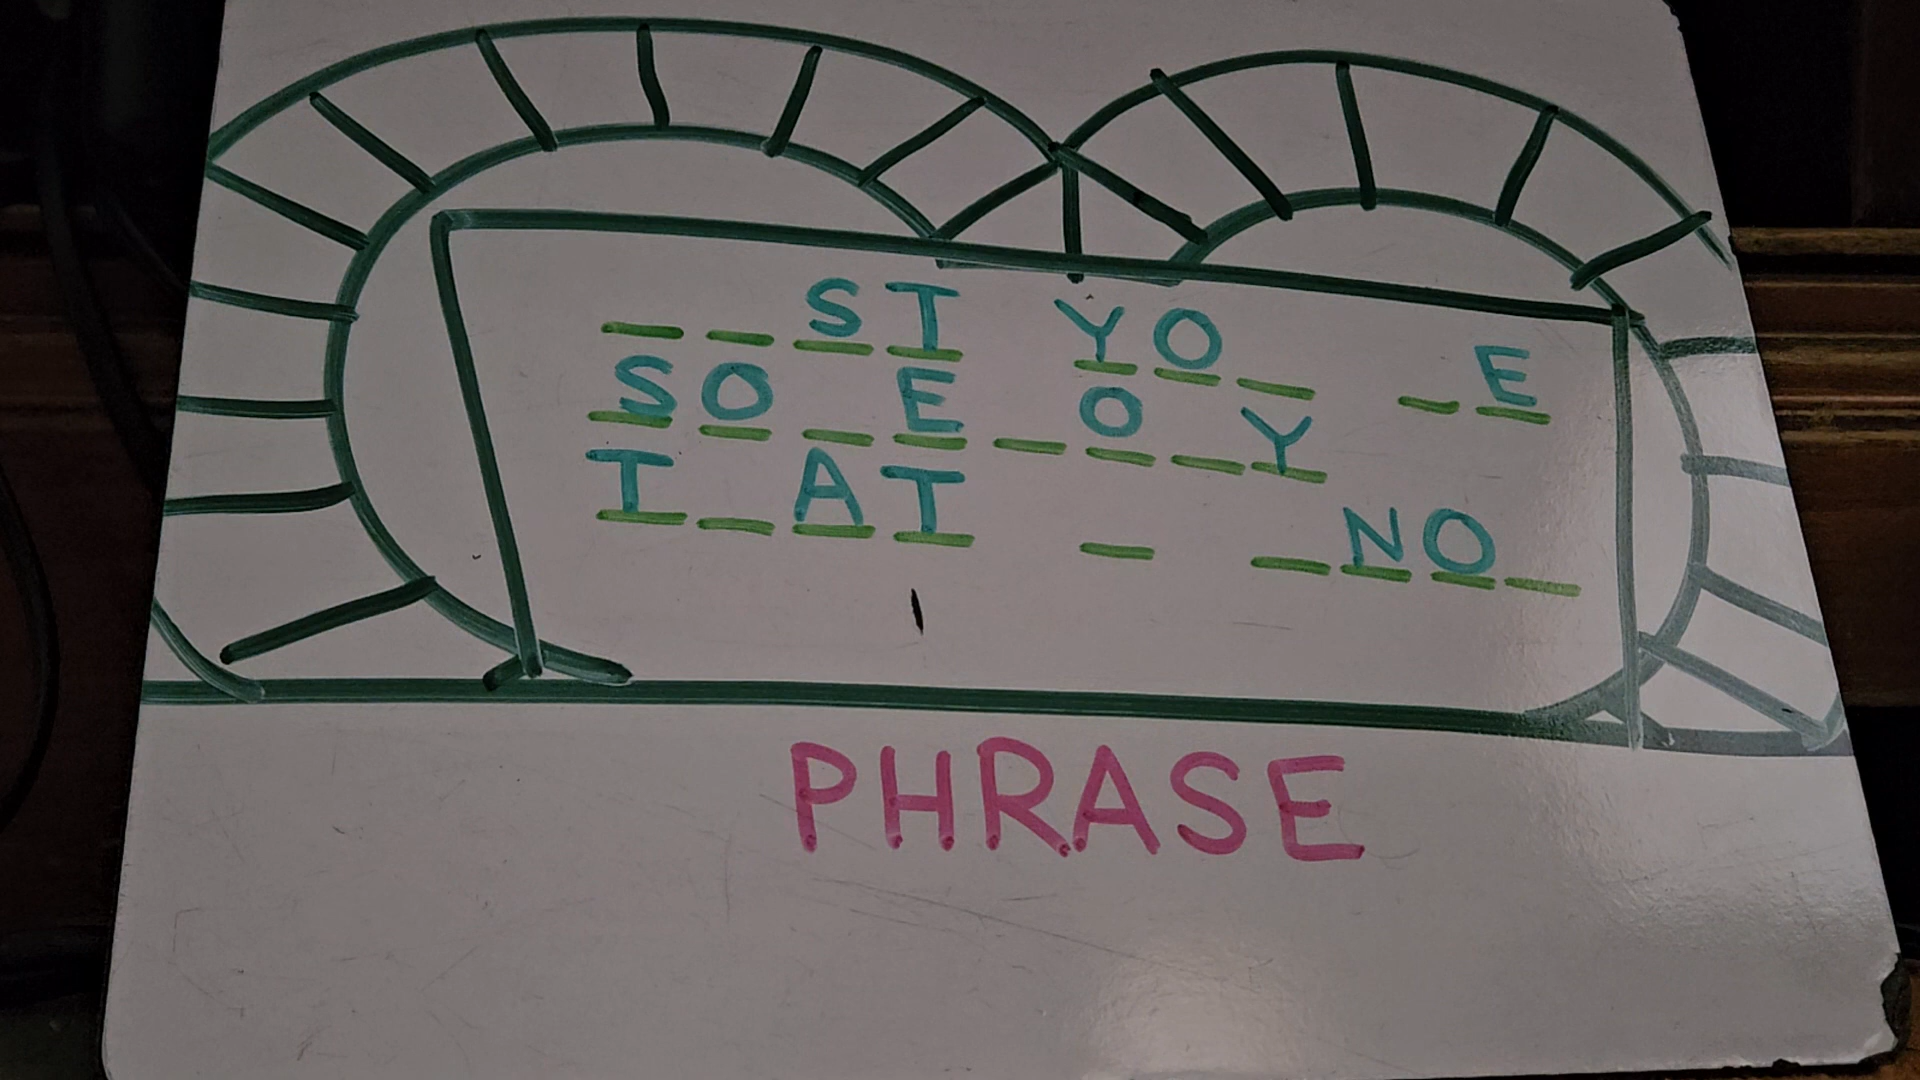 _ _ S T  Y O _  _ E
S O _ E _ O _ Y
T _ A T  _  _ N O _
PHRASE